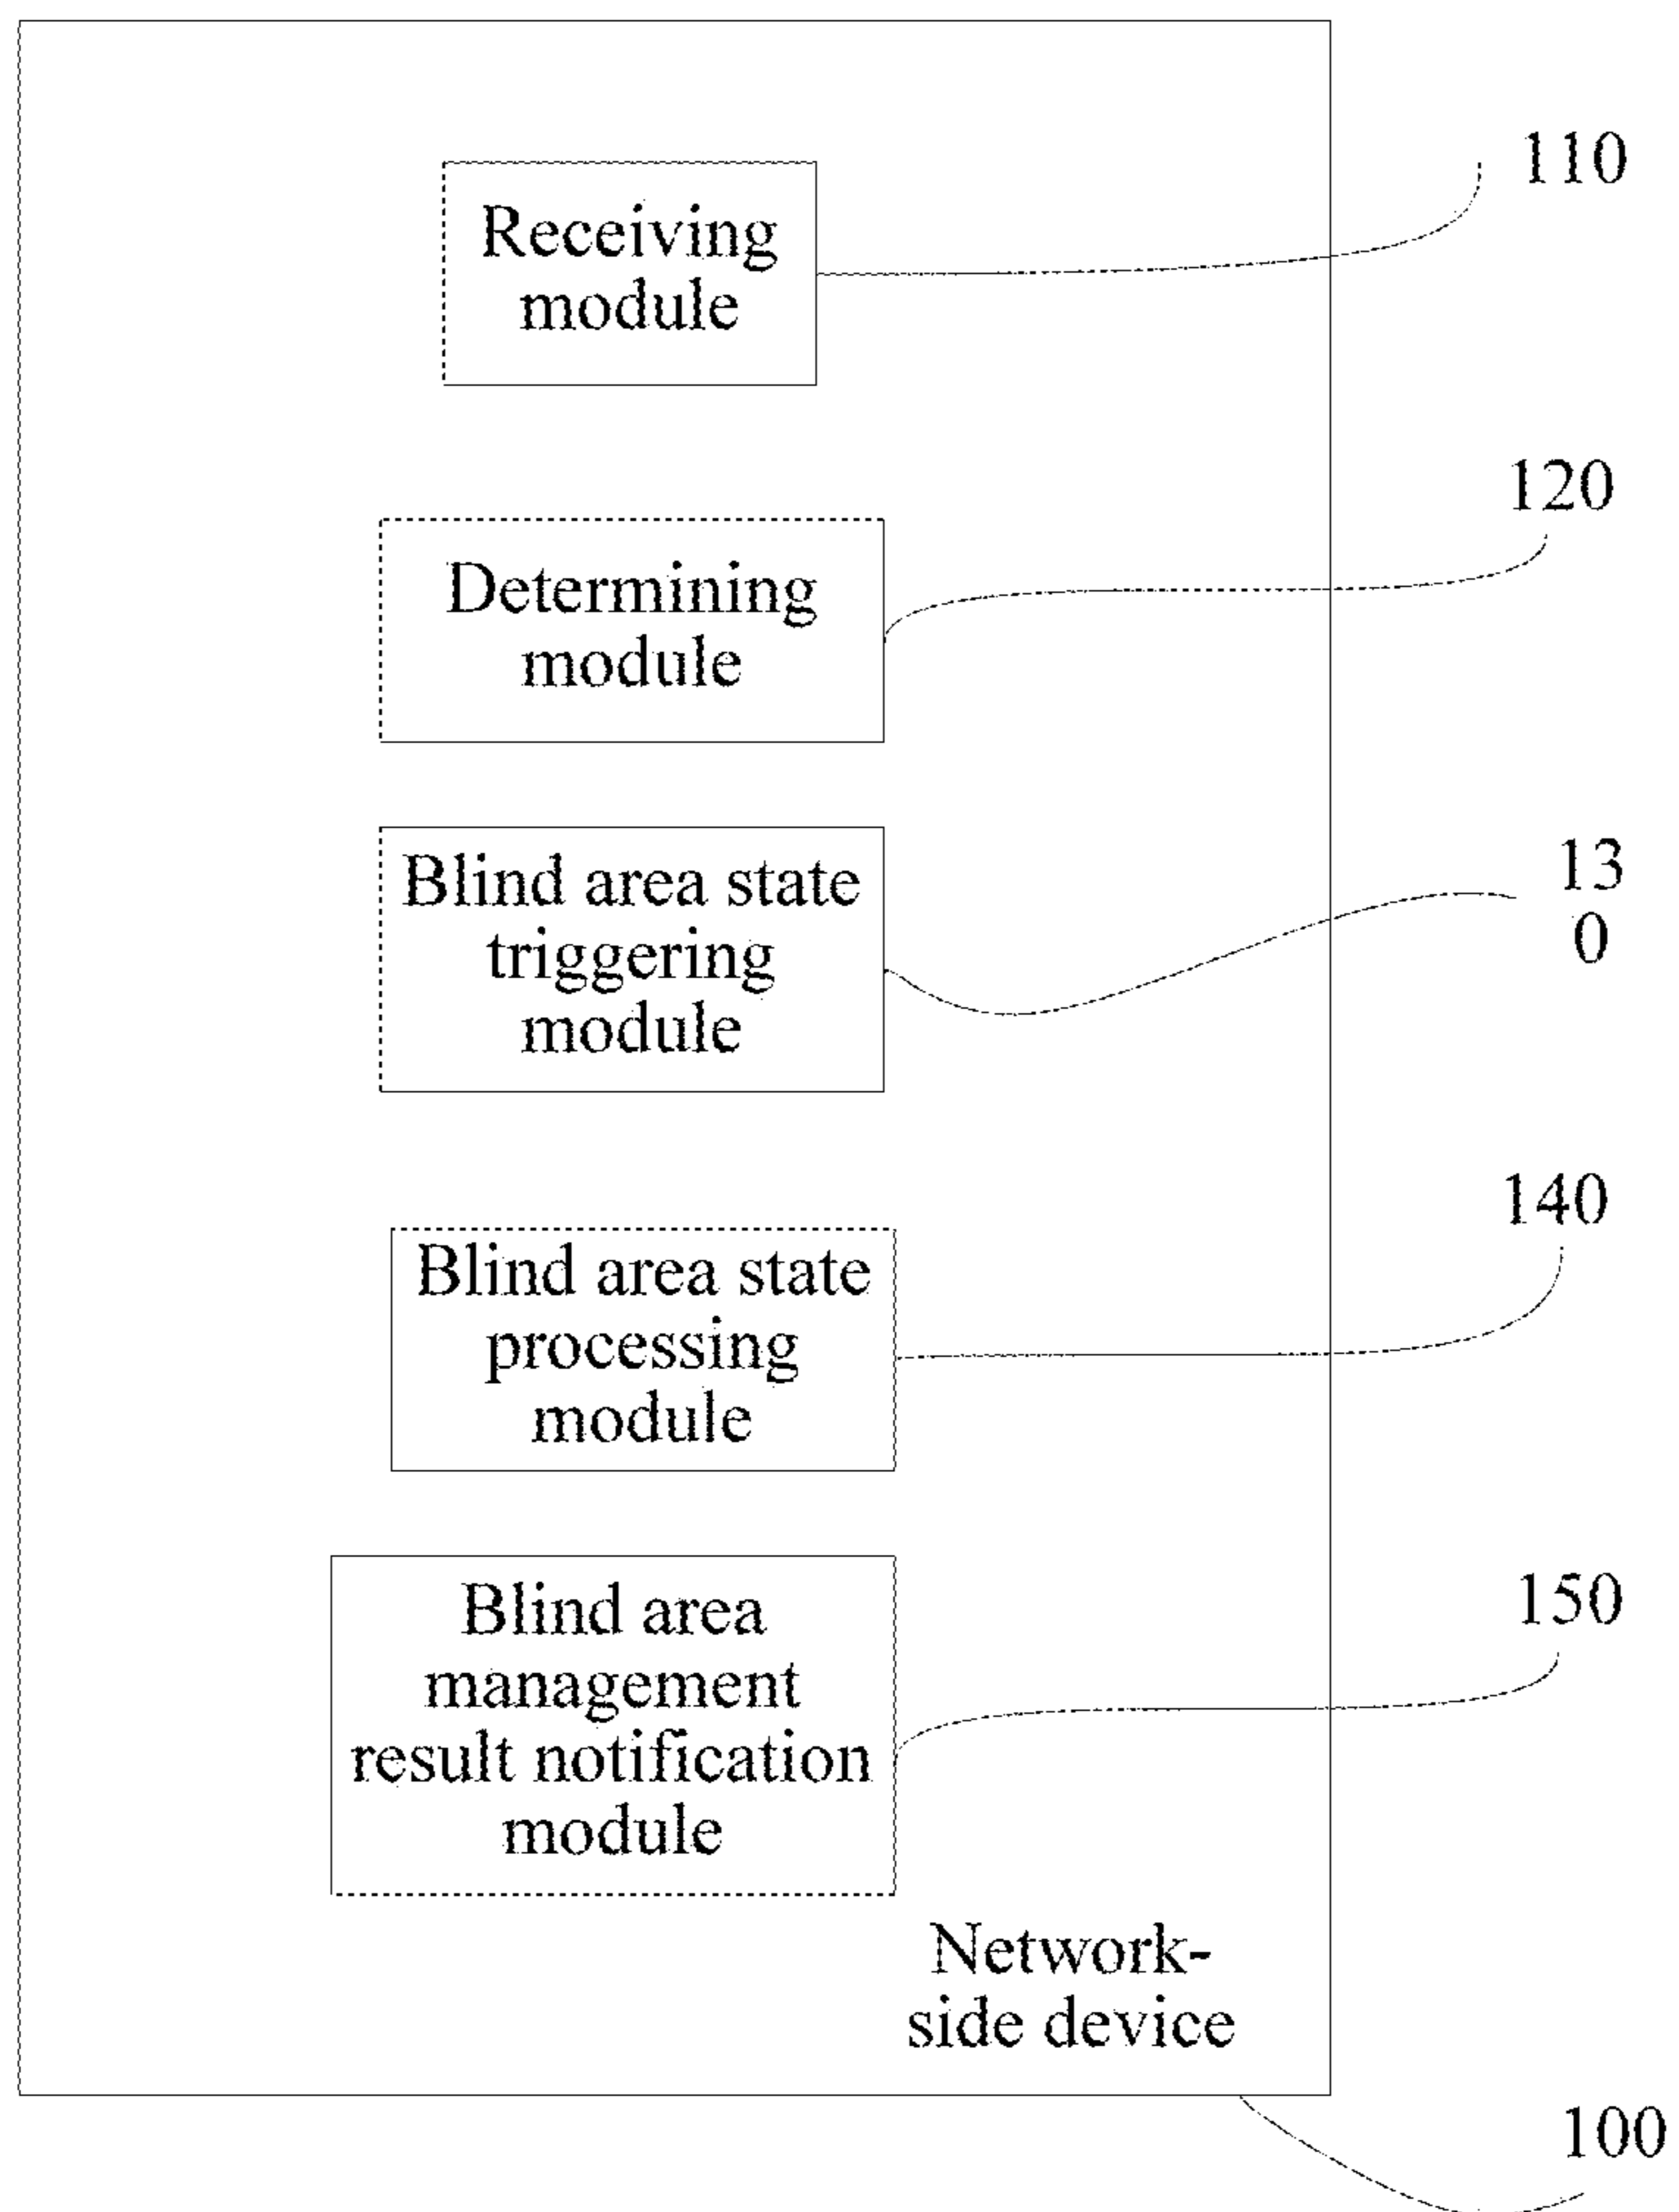 110
Receiving
module
120
Determining
module
13
0
Blind area state
triggering
module
140
Blind area state
processing
module
150
Blind area
management
result notification
module
Network-
side device
100